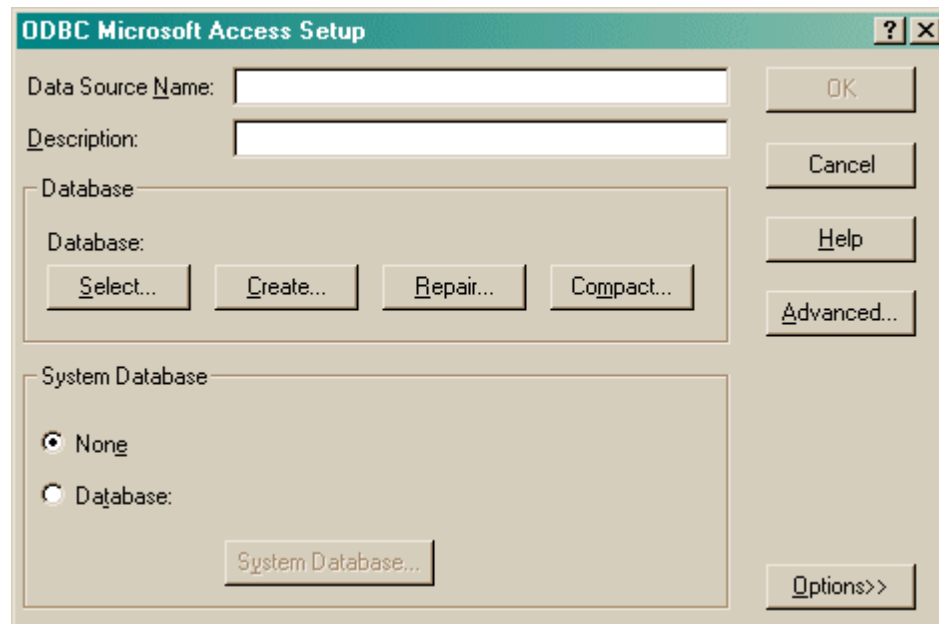 ODBC Microsoft Access Setup
Data Source Name:
OK
Description:
Cancel
Database
Database:
Help
Select... Create... Repair... Compact...
Advanced...
System Database
None
Database:
System Database...
Options>>